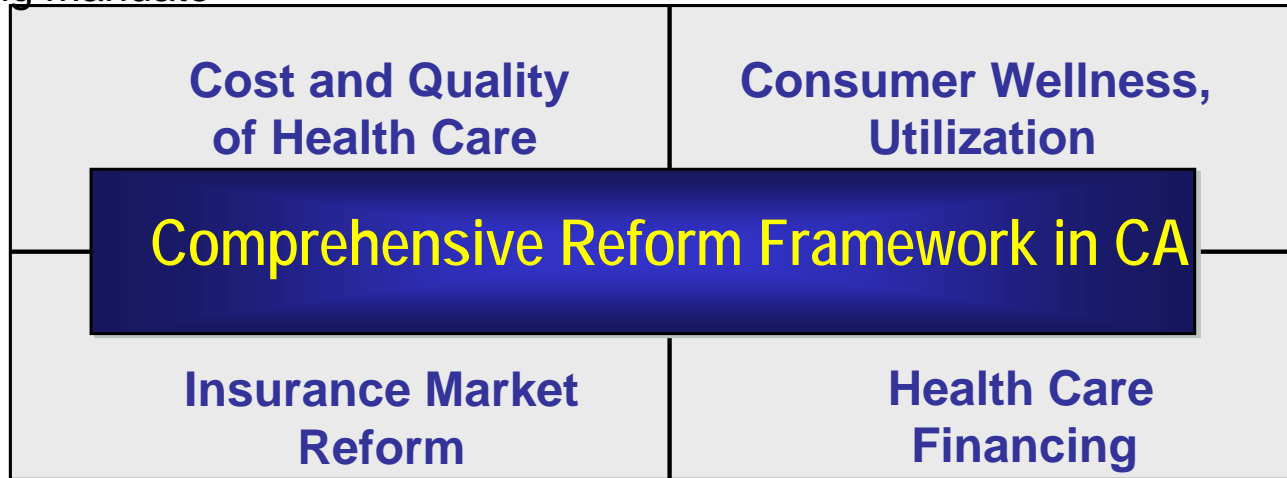 Cost and Quality
of Health Care
Consumer Wellness,
Utilization
Comprehensive Reform Framework in CA
Insurance Market
Reform
Health Care
Financing